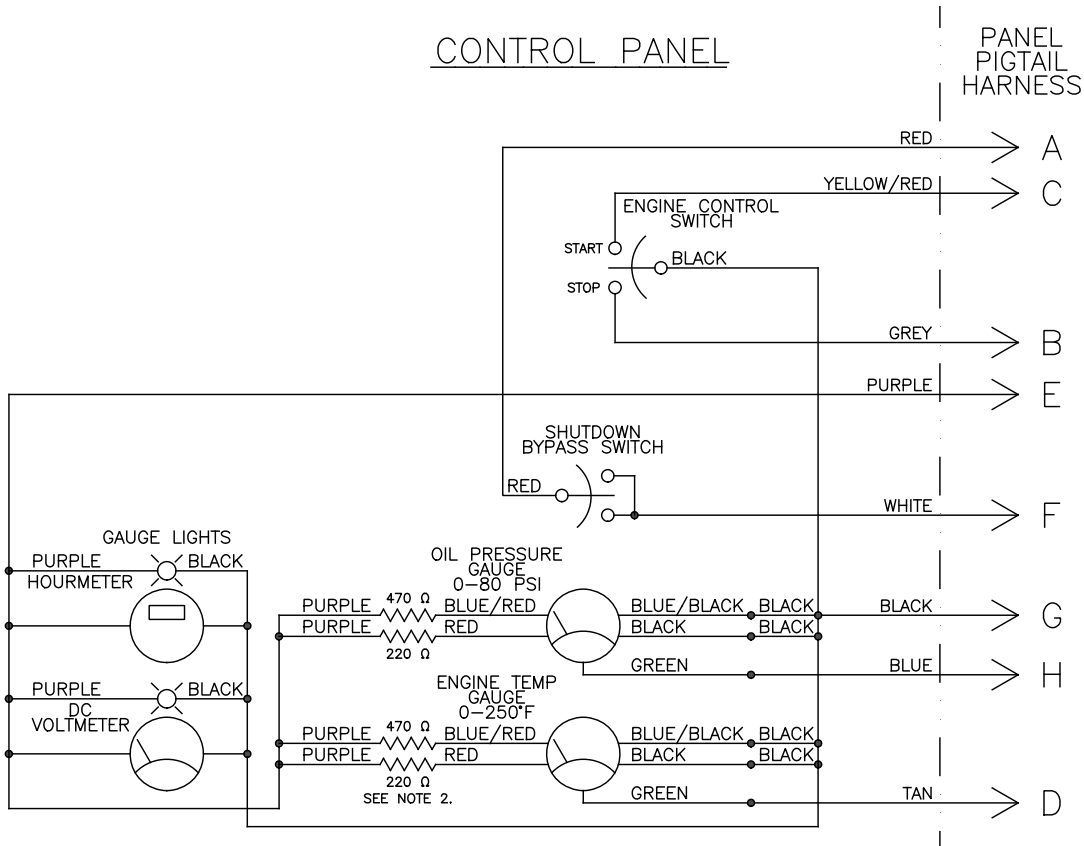 CONTROL PANEL
PANEL
PIGTAIL
HARNESS
RED
A
YELLOW/RED
C
ENGINE CONTROL
SWITCH
START
BLACK
STOP
GREY
B
PURPLE
E
SHUTDOWN
BYPASS SWITCH
RED
WHITE
F
GAUGE LIGHTS
PURPLE
BLACK
HOURMETER
OIL PRESSURE
GAUGE
0-80 PSI
PURPLE 470 Ω BLUE/RED
BLUE/BLACK BLACK
BLACK
G
PURPLE
RED
BLACK BLACK
220 Ω
GREEN
BLUE
H
PURPLE
BLACK
DC
VOLTMETER
ENGINE TEMP
GAUGE
0-250°F
PURPLE 470 Ω BLUE/RED
BLUE/BLACK BLACK
PURPLE
RED
BLACK BLACK
220 Ω
SEE NOTE 2.
GREEN
TAN
D